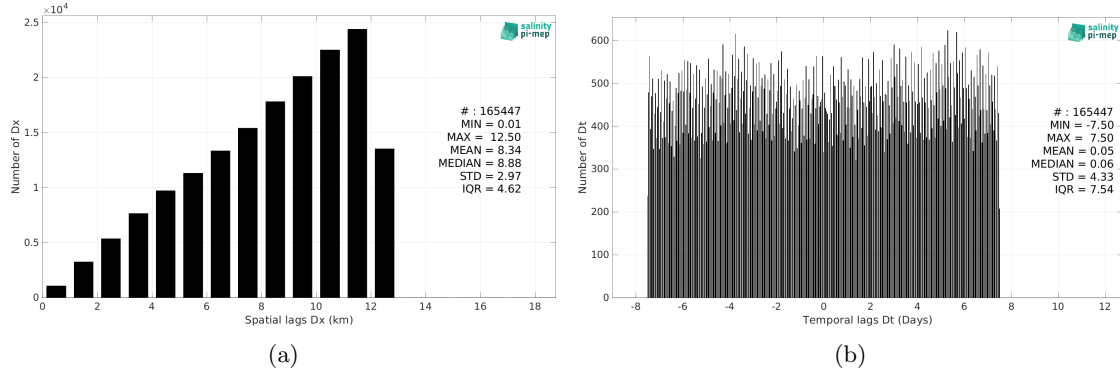 ×10⁴
2.5
2
1.5
1
0.5
0
Number of Dx
0 2 4 6 8 10 12 14 16 18
Spatial lags Dx (km)
salinity
pi-mep
# : 165447
MIN = 0.01
MAX = 12.50
MEAN = 8.34
MEDIAN = 8.88
STD = 2.97
IQR = 4.62
(a)
600
500
400
300
200
100
0
Number of Dt
-8 -6 -4 -2 0 2 4 6 8 10 12
Temporal lags Dt (Days)
salinity
pi-mep
# : 165447
MIN = -7.50
MAX = 7.50
MEAN = 0.05
MEDIAN = 0.06
STD = 4.33
IQR = 7.54
(b)